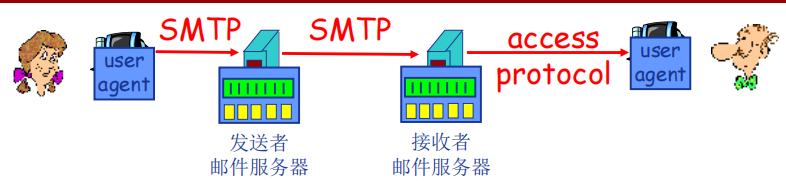 SMTP
SMTP
access
protocol
user
agent
user
agent
发送者
邮件服务器
接收者
邮件服务器